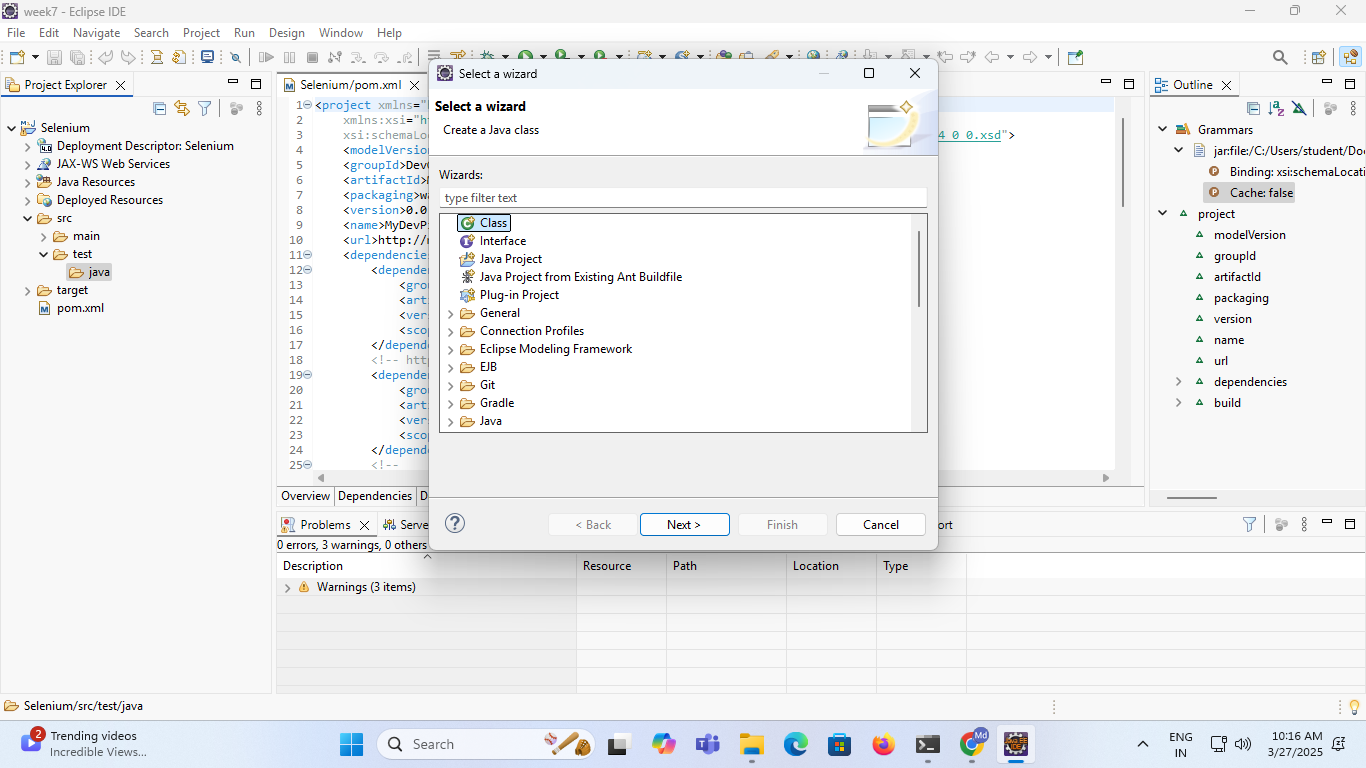 week7 - Eclipse IDE
File Edit Navigate Search Project Run Design Window Help
Project Explorer
Selenium
Deployment Descriptor: Selenium
JAX-WS Web Services
Java Resources
Deployed Resources
src
main
test
java
target
pom.xml
Selenium/pom.xml
1 <project xmlns="
2 xmlns:xsi="h
3 xsi:schemaLo 4 0 0.xsd">
4 <modelVersion
5 <groupId>Dev
6 <artifactId>
7 <packaging>wa
8 <version>0.0
9 <name>MyDevP
10 <url>http://
11 <dependencies
12 <depende
13 <gro
14 <art
15 <ver
16 <sco
17 </depend
18 <!-- htt
19 <depende
20 <gro
21 <art
22 <ver
23 <sco
24 </depend
25 <!--
Overview Dependencies D
Select a wizard
Select a wizard
Create a Java class
Wizards:
type filter text
Class
Interface
Java Project
Java Project from Existing Ant Buildfile
Plug-in Project
General
Connection Profiles
Eclipse Modeling Framework
EJB
Git
Gradle
Java
< Back Next > Finish Cancel
Outline
Grammars
jar:file:/C:/Users/student/Do
Binding: xsi:schemaLocati
Cache: false
project
modelVersion
groupId
artifactId
packaging
version
name
url
dependencies
build
Problems Serve ort
0 errors, 3 warnings, 0 others
Description Resource Path Location Type
Warnings (3 items)
Selenium/src/test/java
2
Trending videos
Incredible Views...
Search
Md
ENG
IN
10:16 AM
3/27/2025